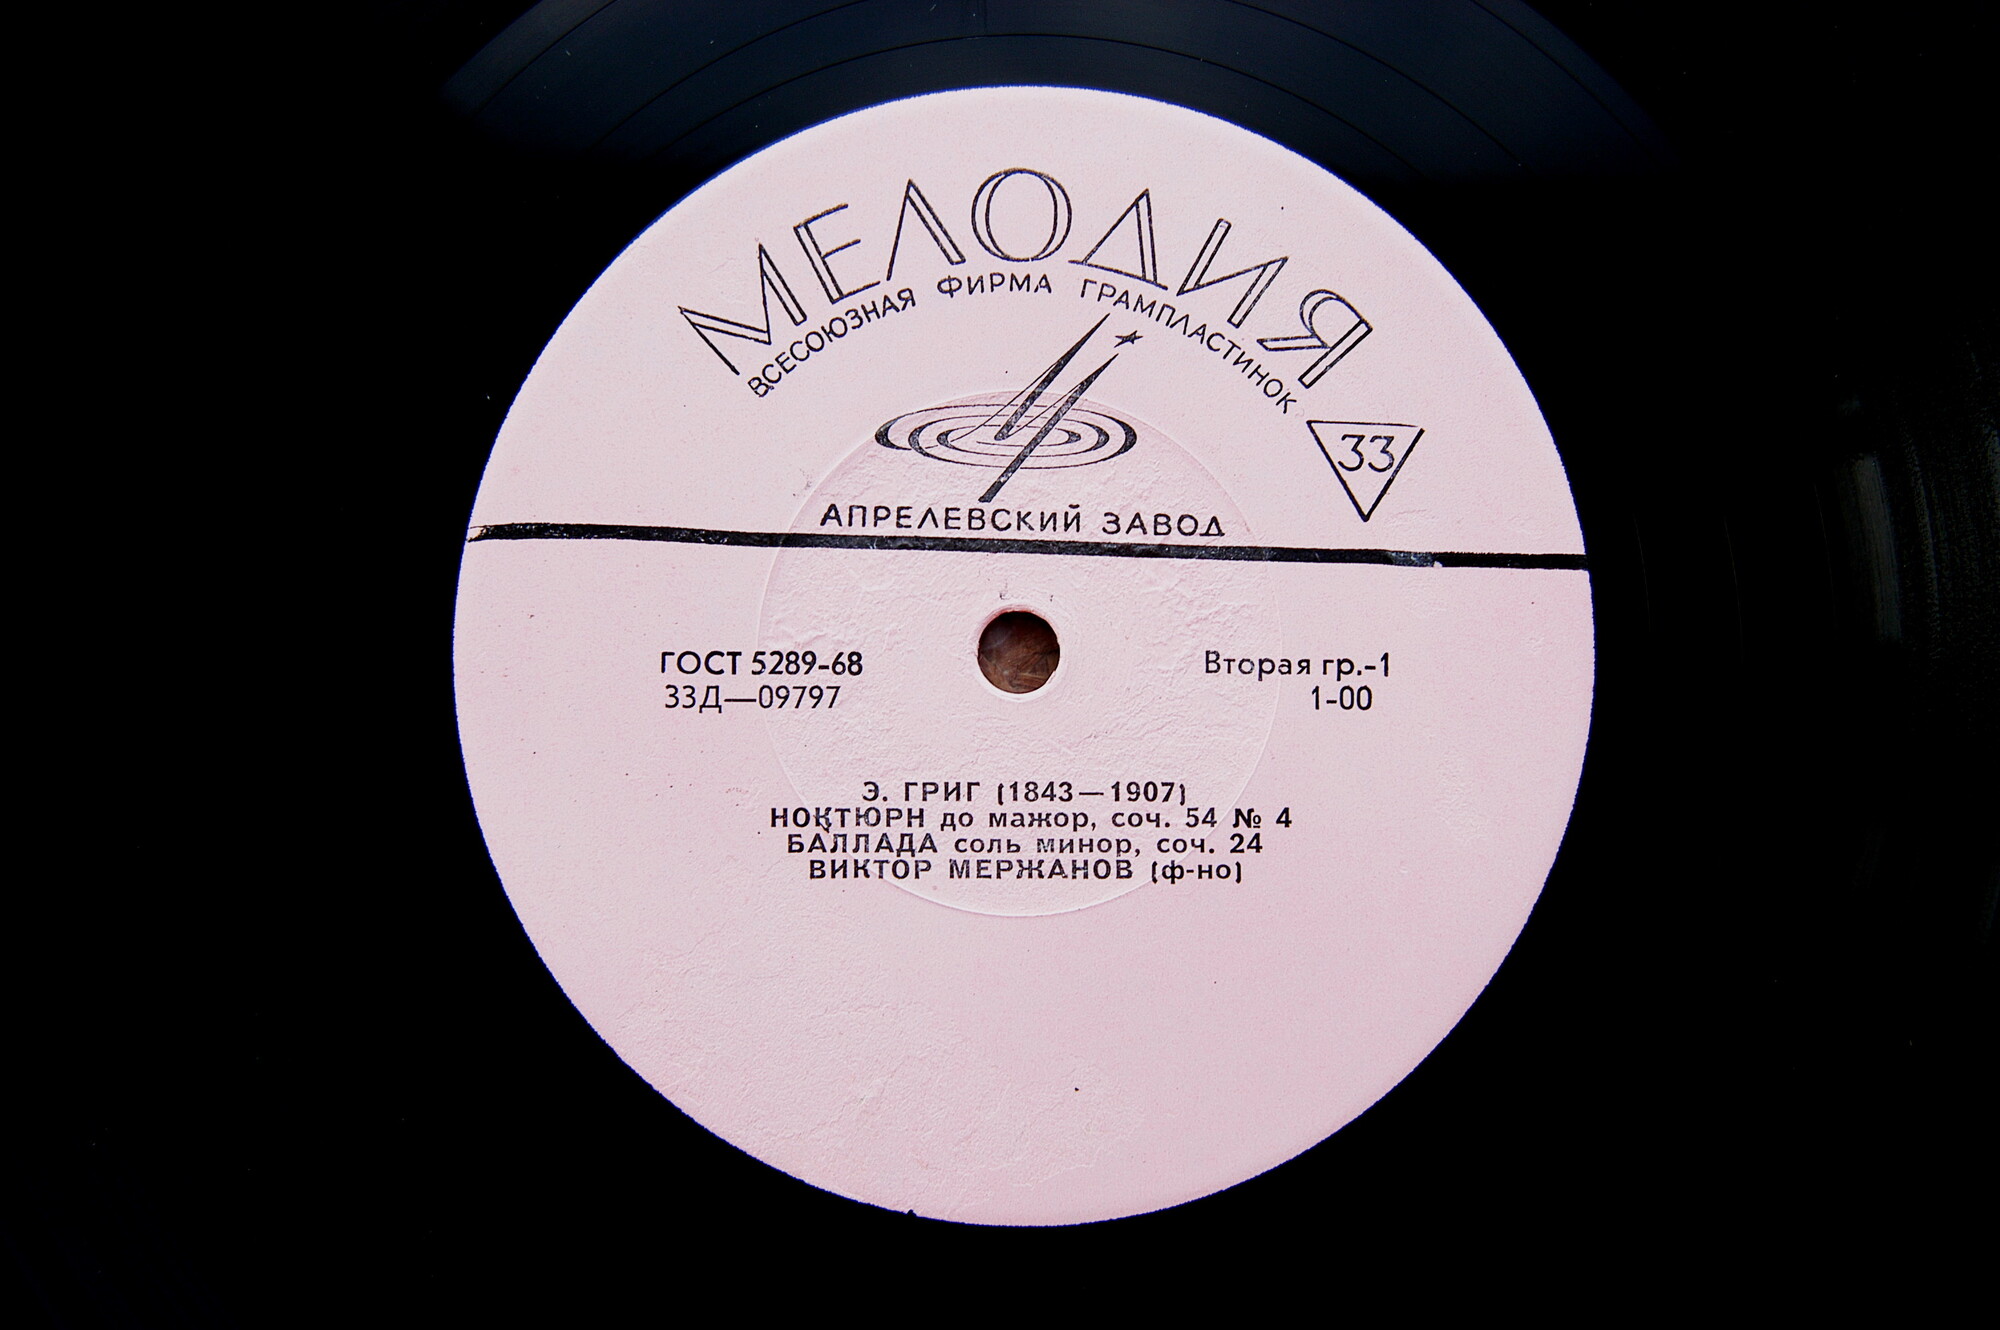 МЕЛОДИЯ
ВСЕСОЮЗНАЯ ФИРМА ГРАМПЛАСТИНОК
33
АПРЕЛЕВСКИЙ ЗАВОД
ГОСТ 5289-68
33Д—09797
Вторая гр.-1
1-00
Э. ГРИГ (1843—1907)
НОКТЮРН до мажор, соч. 54 № 4
БАЛЛАДА соль минор, соч. 24
ВИКТОР МЕРЖАНОВ (ф-но)